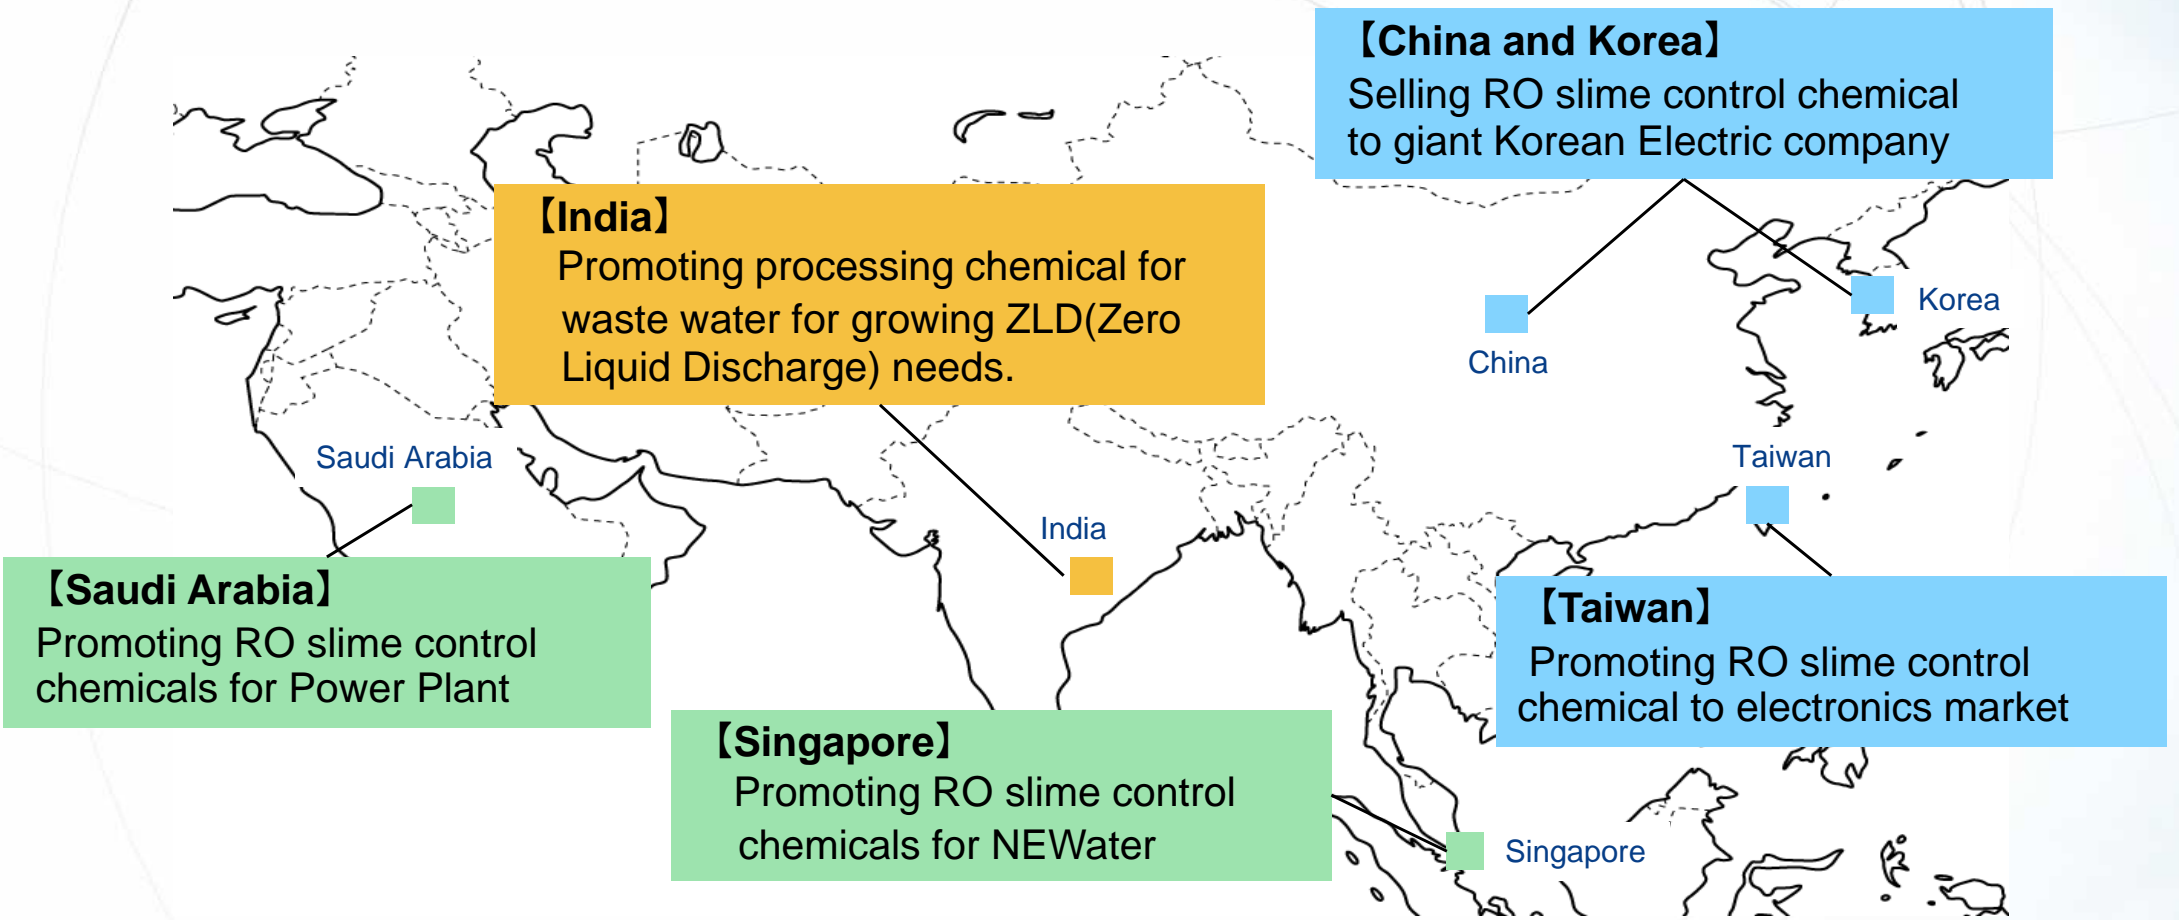 【China and Korea】
Selling RO slime control chemical
to giant Korean Electric company
【India】
Promoting processing chemical for
waste water for growing ZLD(Zero
Liquid Discharge) needs.
Korea
China
Saudi Arabia
Taiwan
India
【Saudi Arabia】
Promoting RO slime control
chemicals for Power Plant
【Taiwan】
Promoting RO slime control
chemical to electronics market
【Singapore】
Promoting RO slime control
chemicals for NEWater
Singapore